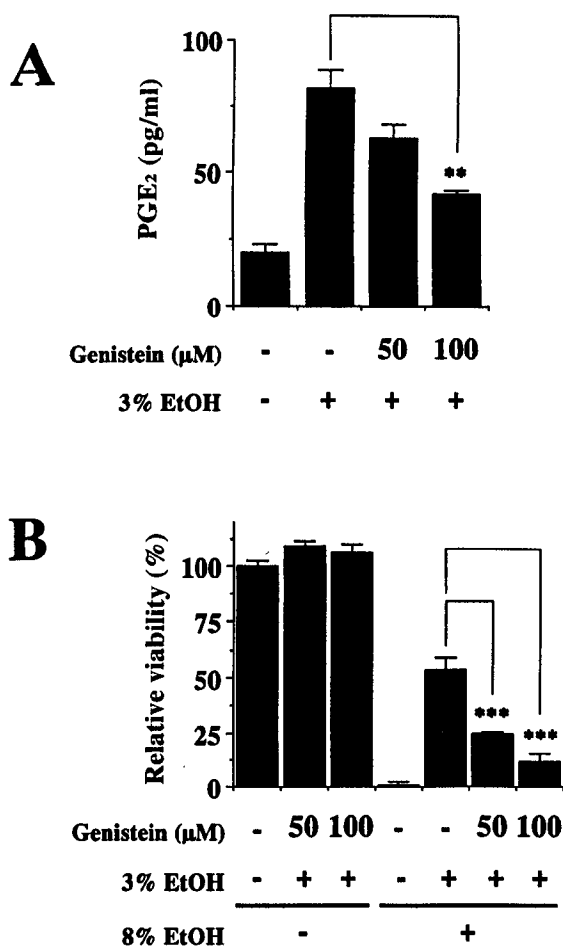 A
PGE₂ (pg/ml)
100
50
0
**
Genistein (μM) - - 50 100
3% EtOH - + + +
B
Relative viability (%)
100
75
50
25
0
***
***
Genistein (μM) - 50 100 - - 50 100
3% EtOH - + + - + + +
8% EtOH - +